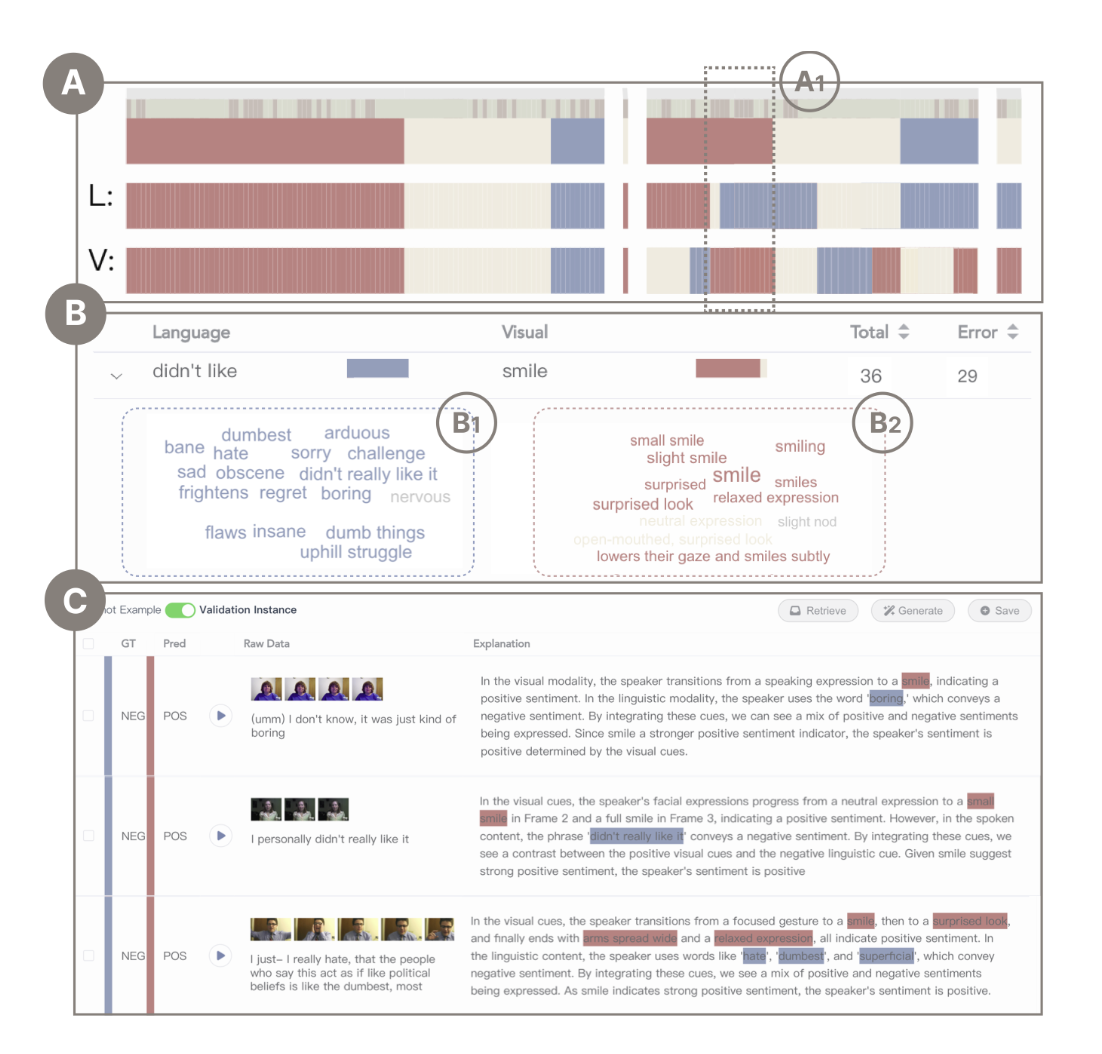 A
A1
L:
V:
B
Language Visual Total Error
didn't like smile 36 29
B1
dumbest arduous
bane hate sorry challenge
sad obscene didn't really like it
frightens regret boring nervous
flaws insane dumb things
uphill struggle
B2
small smile smiling
slight smile
surprised smile smiles
surprised look relaxed expression
neutral expression slight nod
open-mouthed, surprised look
lowers their gaze and smiles subtly
C
ot Example Validation Instance Retrieve Generate Save
GT Pred Raw Data Explanation
NEG POS
(umm) I don't know, it was just kind of
boring
In the visual modality, the speaker transitions from a speaking expression to a smile, indicating a
positive sentiment. In the linguistic modality, the speaker uses the word 'boring,' which conveys a
negative sentiment. By integrating these cues, we can see a mix of positive and negative sentiments
being expressed. Since smile a stronger positive sentiment indicator, the speaker's sentiment is
positive determined by the visual cues.
NEG POS
I personally didn't really like it
In the visual cues, the speaker's facial expressions progress from a neutral expression to a small
smile in Frame 2 and a full smile in Frame 3, indicating a positive sentiment. However, in the spoken
content, the phrase 'didn't really like it' conveys a negative sentiment. By integrating these cues, we
see a contrast between the positive visual cues and the negative linguistic cue. Given smile suggest
strong positive sentiment, the speaker's sentiment is positive
NEG POS
I just– I really hate, that the people
who say this act as if like political
beliefs is like the dumbest, most
In the visual cues, the speaker transitions from a focused gesture to a smile, then to a surprised look,
and finally ends with arms spread wide and a relaxed expression, all indicate positive sentiment. In
the linguistic content, the speaker uses words like 'hate', 'dumbest', and 'superficial', which convey
negative sentiment. By integrating these cues, we see a mix of positive and negative sentiments
being expressed. As smile indicates strong positive sentiment, the speaker's sentiment is positive.